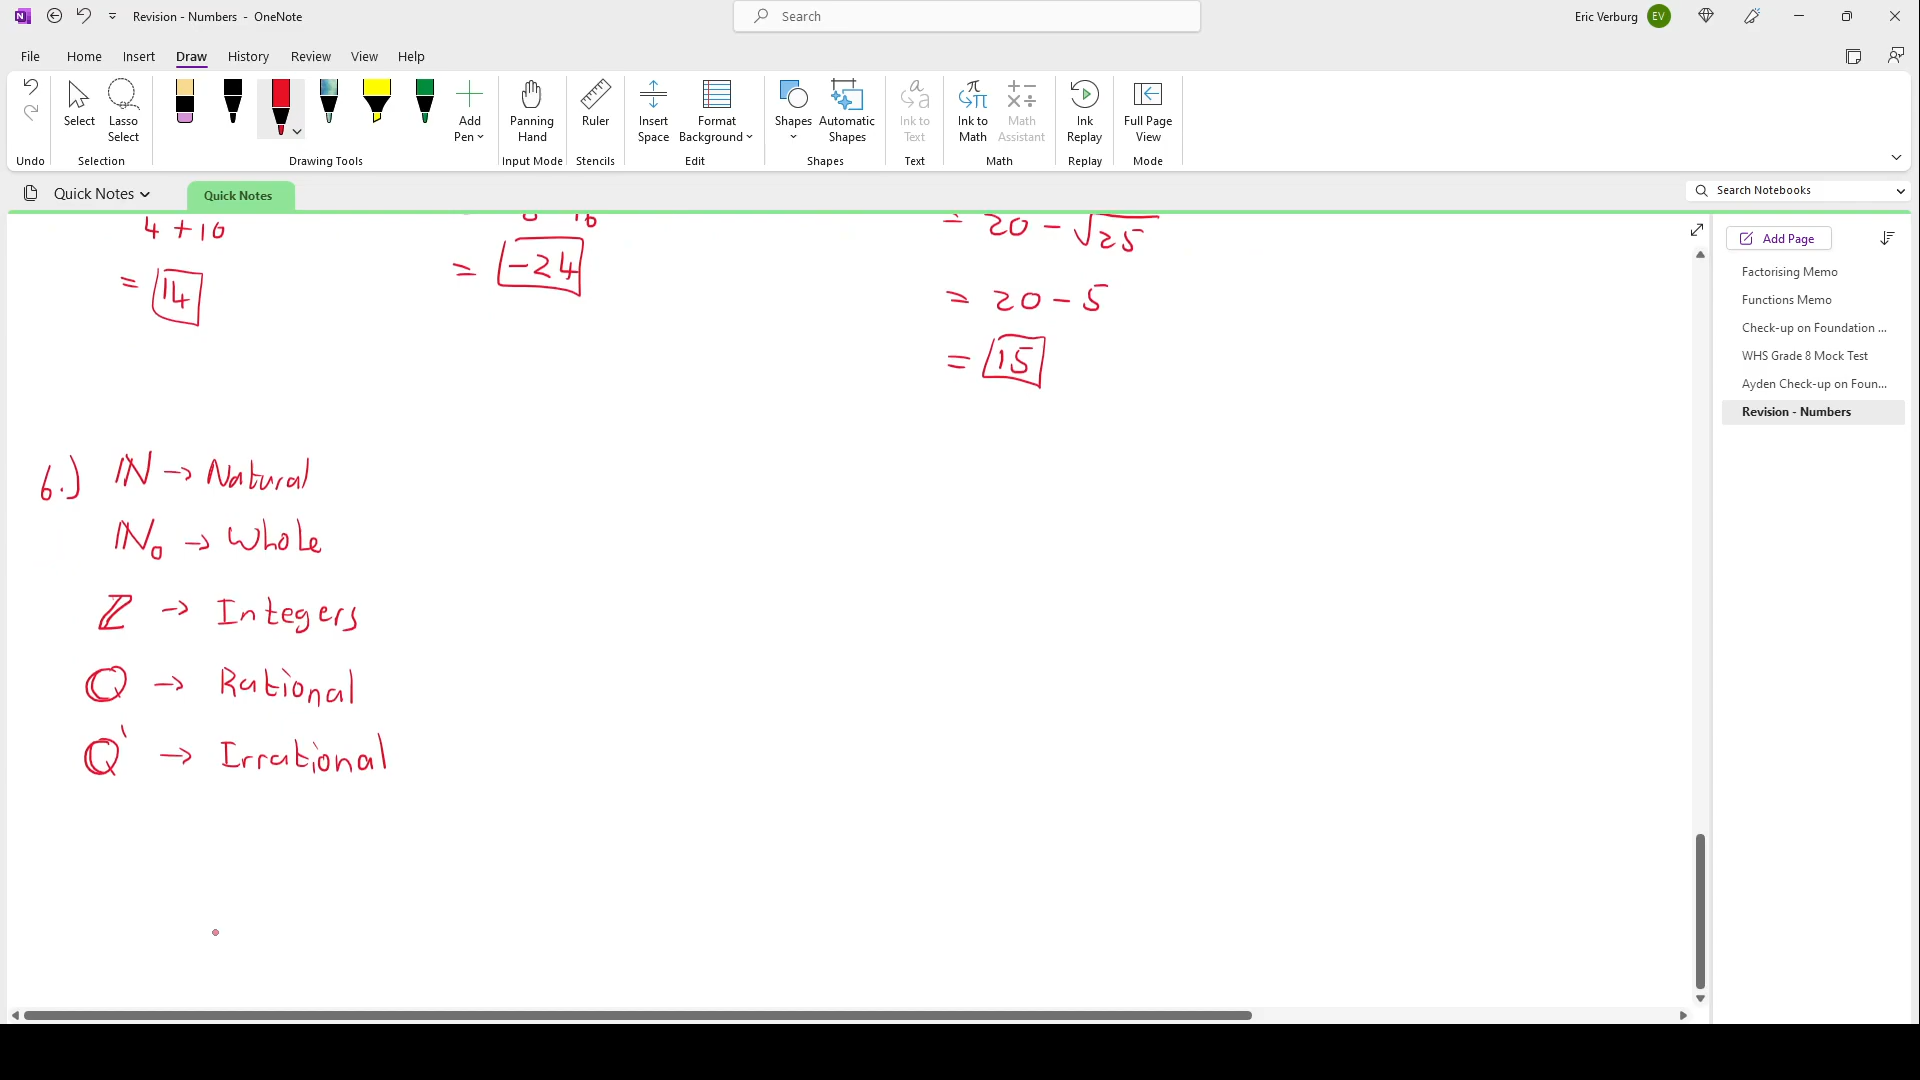 Revision - Numbers - OneNote
Search
Eric Verburg EV
File Home Insert Draw History Review View Help
Undo
Select
Lasso Select
Selection
Drawing Tools
Add Pen
Panning Hand
Input Mode
Ruler
Stencils
Insert Space
Format Background
Edit
Shapes
Automatic Shapes
Shapes
Ink to Text
Text
Ink to Math
Math Assistant
Math
Ink Replay
Replay
Full Page View
Mode
Quick Notes
Quick Notes
Search Notebooks
4 + 10
= 14
= -24
= 20 - √25
= 20 - 5
= 15
6.) ℕ → Natural
ℕ₀ → Whole
ℤ → Integers
ℚ → Rational
ℚ' → Irrational
Add Page
Factorising Memo
Functions Memo
Check-up on Foundation ...
WHS Grade 8 Mock Test
Ayden Check-up on Foun...
Revision - Numbers